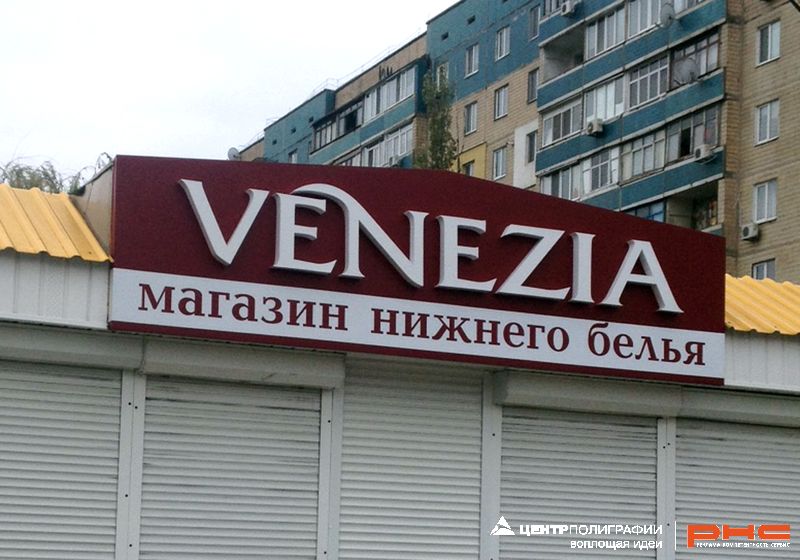 VENEZIA
магазин нижнего белья
ЦЕНТРПОЛИГРАФИИ
воплощая идеи
РНС